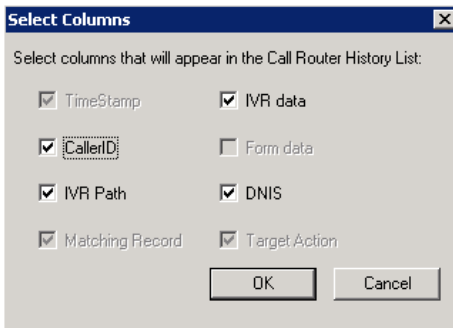 Select Columns
Select columns that will appear in the Call Router History List:
TimeStamp IVR data
CallerID Form data
IVR Path DNIS
Matching Record Target Action
OK Cancel